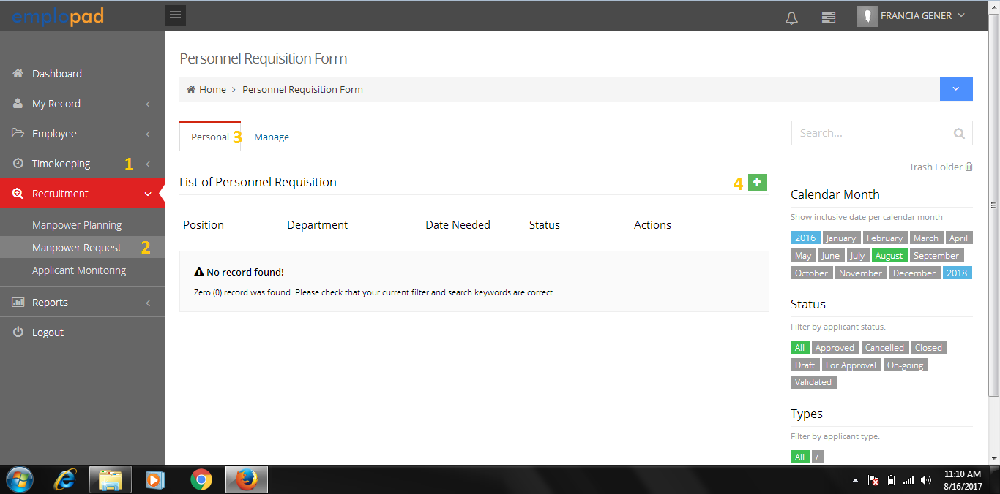 emplopad
FRANCIA GENER
Dashboard
My Record
Employee
Timekeeping 1
Recruitment
Manpower Planning
Manpower Request 2
Applicant Monitoring
Reports
Logout
Personnel Requisition Form
Home > Personnel Requisition Form
Personal 3 Manage
List of Personnel Requisition 4 +
Position Department Date Needed Status Actions
No record found!
Zero (0) record was found. Please check that your current filter and search keywords are correct.
Search...
Trash Folder
Calendar Month
Show inclusive date per calendar month
2016 January February March April
May June July August September
October November December 2018
Status
Filter by applicant status.
All Approved Cancelled Closed
Draft For Approval On-going
Validated
Types
Filter by applicant type.
All /
11:10 AM
8/16/2017